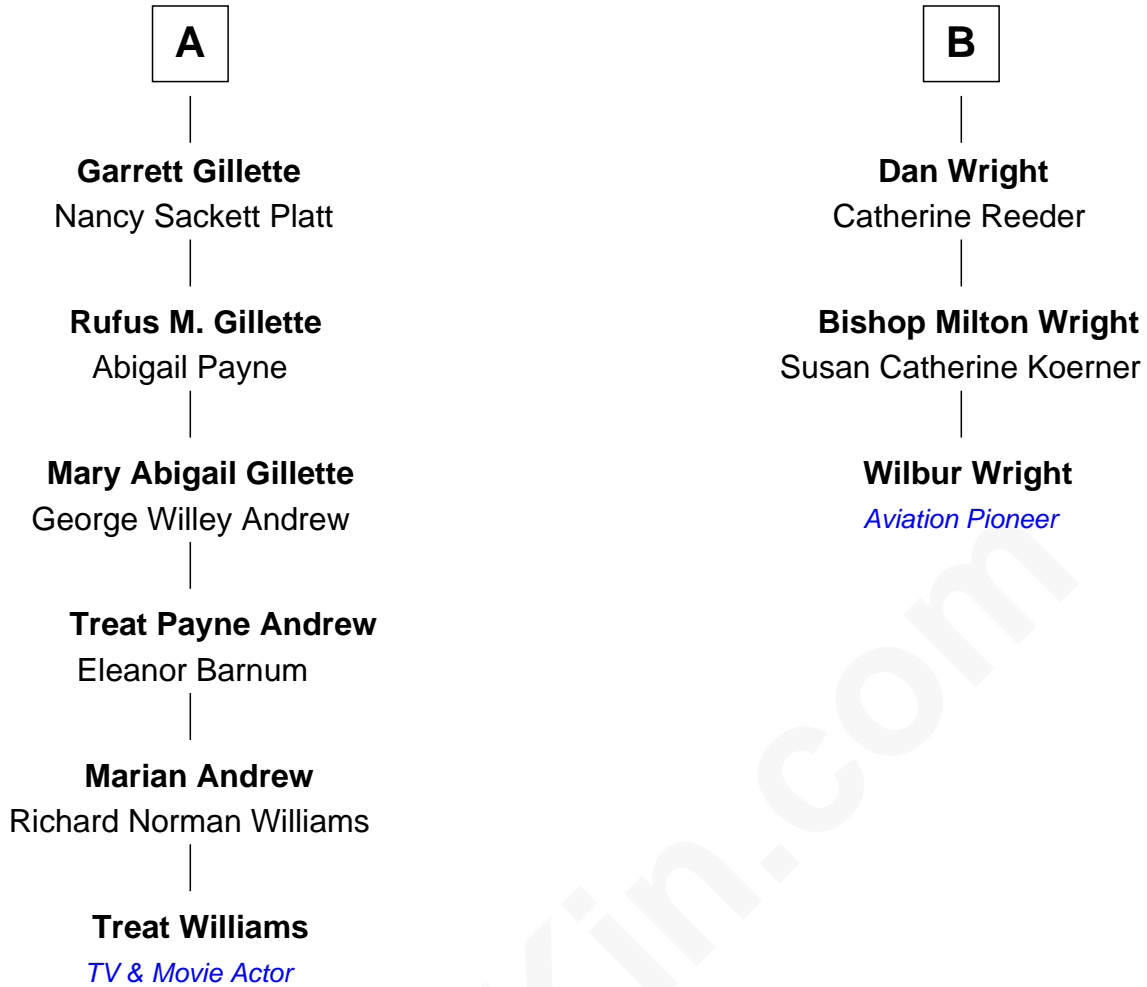 A
Garrett Gillette
Nancy Sackett Platt
Rufus M. Gillette
Abigail Payne
Mary Abigail Gillette
George Willey Andrew
Treat Payne Andrew
Eleanor Barnum
Marian Andrew
Richard Norman Williams
Treat Williams
TV & Movie Actor
B
Dan Wright
Catherine Reeder
Bishop Milton Wright
Susan Catherine Koerner
Wilbur Wright
Aviation Pioneer
Kin.com